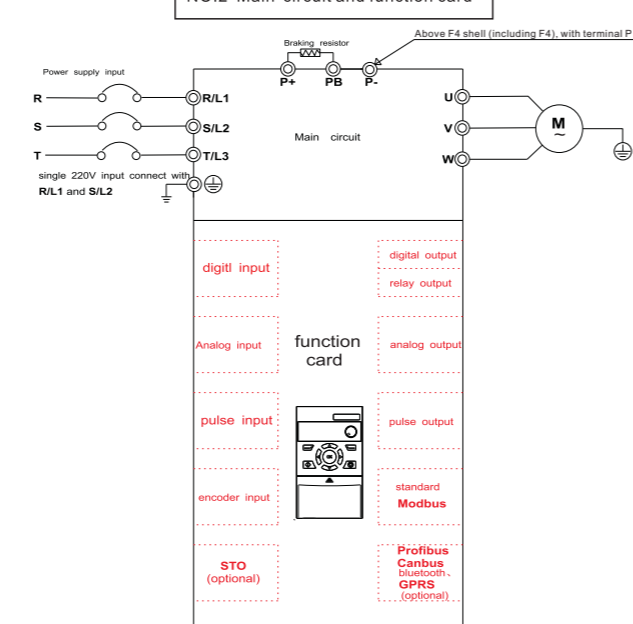 NO.2 Main circuit and function card
Above F4 shell (including F4), with terminal P
Braking resistor
P+ PB P-
Power supply input
R R/L1
S S/L2
T T/L3
single 220V input connect with
R/L1 and S/L2
Main circuit
U
V
W
M
~
digitl input
digital output
relay output
Analog input
function
card
analog output
pulse input
pulse output
encoder input
standard
Modbus
STO
(optional)
Profibus
Canbus
bluetooth、
GPRS
(optional)